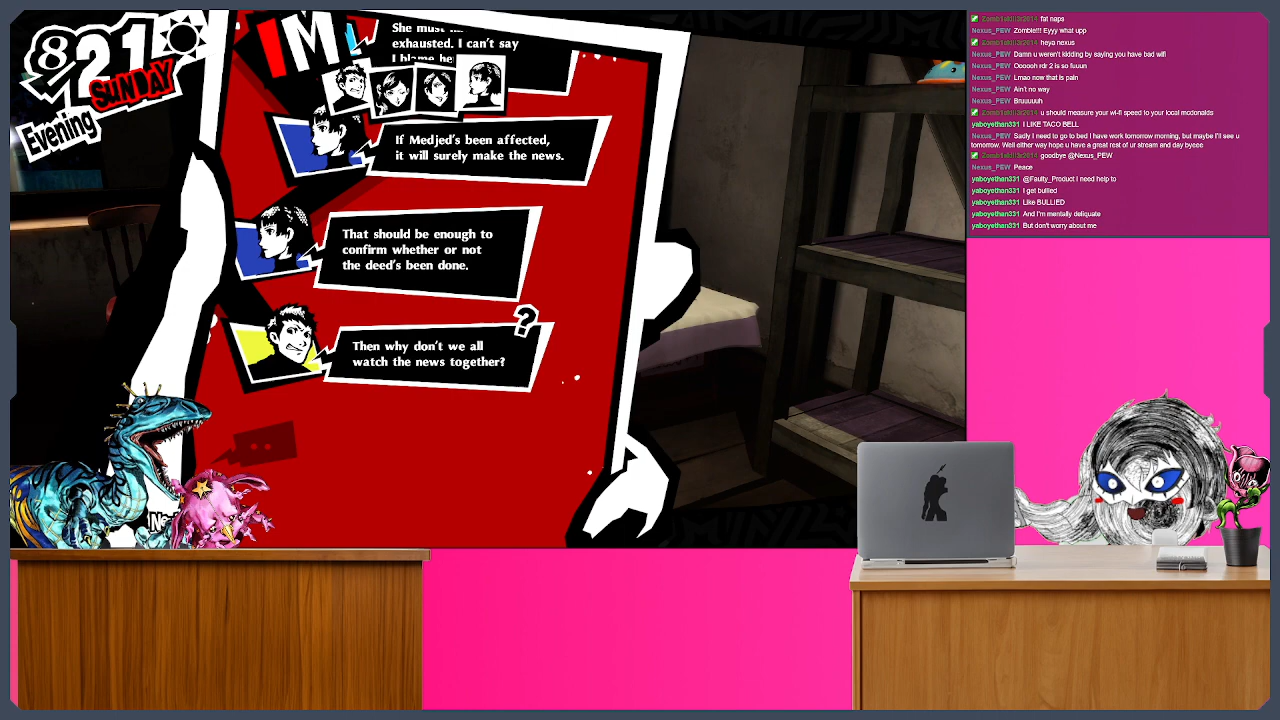 8/21
SUNDAY
Evening
IM
She must
exhausted. I can't say
I blame her
If Medjed's been affected,
it will surely make the news.
That should be enough to
confirm whether or not
the deed's been done.
?
Then why don't we all
watch the news together?
Zomb1ekill3r2014 fat naps
Nexus_PEW Zombie!!! Eyyy what upp
heya nexus
Nexus_PEW Damn u weren't kidding by saying you have bad wifi
Nexus_PEW Oooooh rdr 2 is so fuuun
Nexus_PEW Lmao now that is pain
Nexus_PEW Ain't no way
Nexus_PEW Bruuuuuh
u should measure your wi-fi speed to your local mcdonalds
yaboyethan331 I LIKE TACO BELL
Nexus_PEW Sadly I need to go to bed I have work tomorrow morning, but maybe I'll see u
tomorrow. Well either way hope u have a great rest of ur stream and day byeee
goodbye @Nexus_PEW
Nexus_PEW Peace
yaboyethan331 @Faulty_Product I need help to
yaboyethan331 I get bullied
yaboyethan331 Like BULLIED
yaboyethan331 And I'm mentally deliquate
yaboyethan331 But don't worry about me